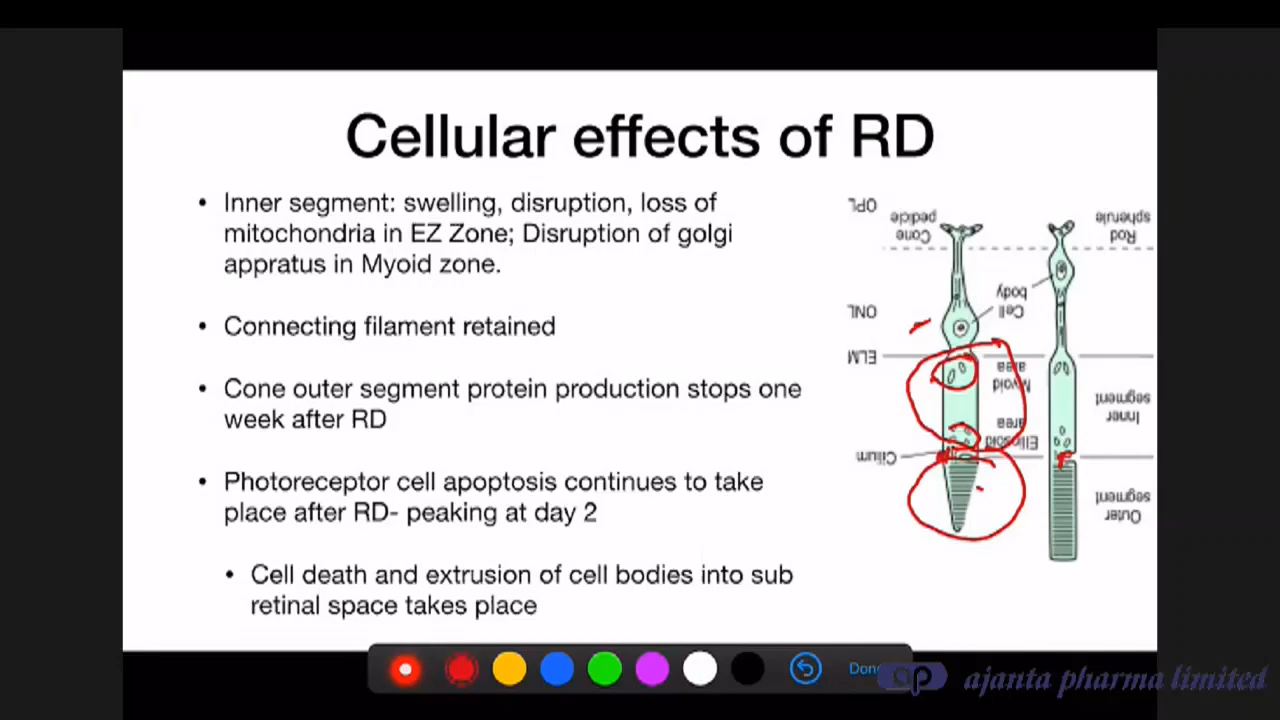 Cellular effects of RD
• Inner segment: swelling, disruption, loss of
mitochondria in EZ Zone; Disruption of golgi
appratus in Myoid zone.
• Connecting filament retained
• Cone outer segment protein production stops one
week after RD
• Photoreceptor cell apoptosis continues to take
place after RD- peaking at day 2
• Cell death and extrusion of cell bodies into sub
retinal space takes place
OPL
Cone
pedicle
Rod
spherule
Cell
body
ONL
ELM
Myoid
area
Inner
segment
Ellipsoid
area
Cilium
Outer
segment
Done
ap ajanta pharma limited